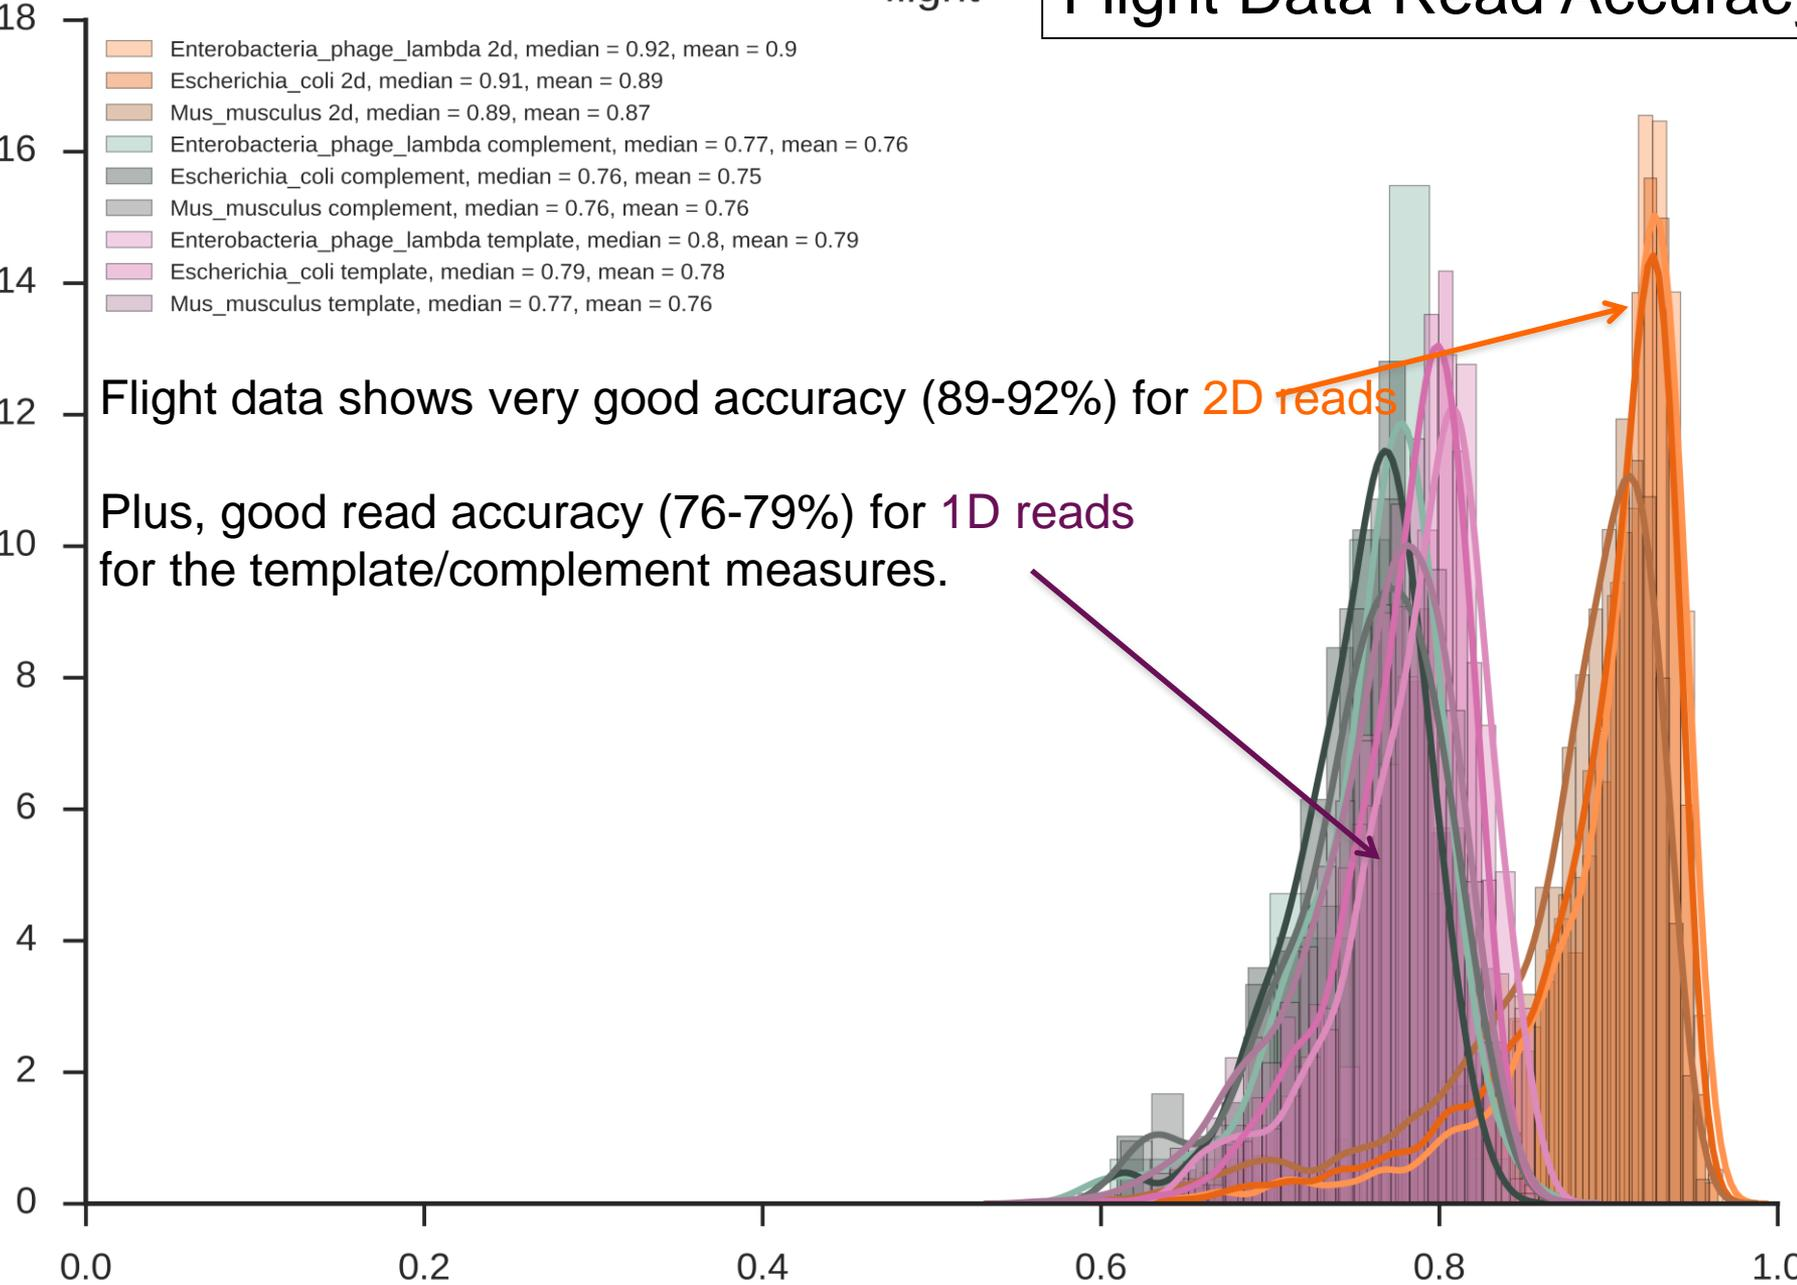 flight
Flight Data Read Accuracy
18
Enterobacteria_phage_lambda 2d, median = 0.92, mean = 0.9
Escherichia_coli 2d, median = 0.91, mean = 0.89
Mus_musculus 2d, median = 0.89, mean = 0.87
Enterobacteria_phage_lambda complement, median = 0.77, mean = 0.76
Escherichia_coli complement, median = 0.76, mean = 0.75
Mus_musculus complement, median = 0.76, mean = 0.76
Enterobacteria_phage_lambda template, median = 0.8, mean = 0.79
Escherichia_coli template, median = 0.79, mean = 0.78
Mus_musculus template, median = 0.77, mean = 0.76
16
14
12
Flight data shows very good accuracy (89-92%) for 2D reads
Plus, good read accuracy (76-79%) for 1D reads
for the template/complement measures.
10
8
6
4
2
0
0.0 0.2 0.4 0.6 0.8 1.0